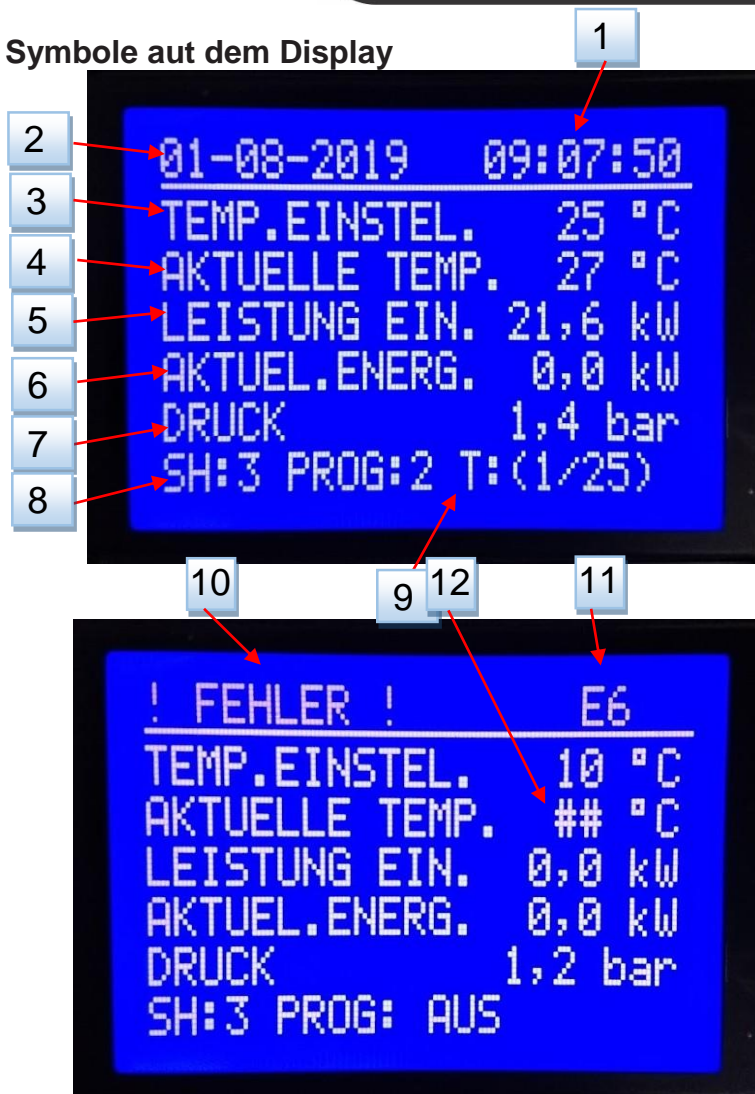 1
Symbole aut dem Display
2
01-08-2019 09:07:50
3
TEMP.EINSTEL. 25 °C
4
AKTUELLE TEMP. 27 °C
5
LEISTUNG EIN. 21,6 kW
6
AKTUEL.ENERG. 0,0 kW
7
DRUCK 1,4 bar
8
SH:3 PROG:2 T:(1/25)
10
9
12
11
! FEHLER ! E6
TEMP.EINSTEL. 10 °C
AKTUELLE TEMP. ## °C
LEISTUNG EIN. 0,0 kW
AKTUEL.ENERG. 0,0 kW
DRUCK 1,2 bar
SH:3 PROG: AUS